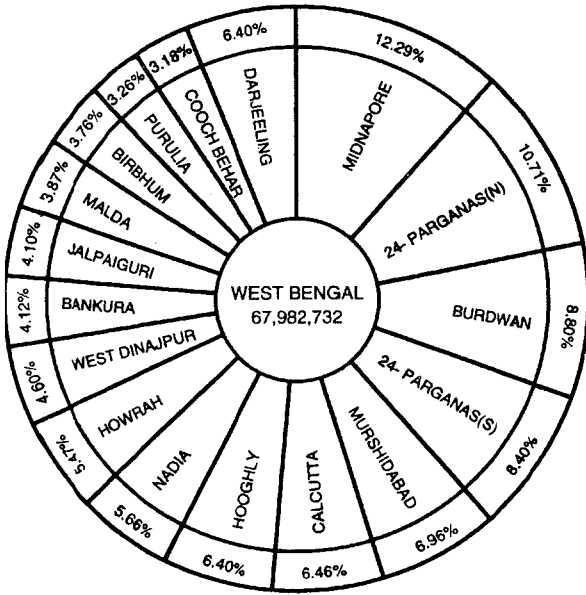 WEST BENGAL
67,982,732
12.29%
MIDNAPORE
10.71%
24- PARGANAS(N)
8.80%
BURDWAN
8.40%
24- PARGANAS(S)
6.96%
MURSHIDABAD
6.46%
CALCUTTA
6.40%
HOOGHLY
5.66%
NADIA
5.47%
HOWRAH
4.60%
WEST DINAJPUR
4.12%
BANKURA
4.10%
JALPAIGURI
3.87%
MALDA
3.76%
BIRBHUM
3.26%
PURULIA
3.18%
COOCH BEHAR
6.40%
DARJEELING